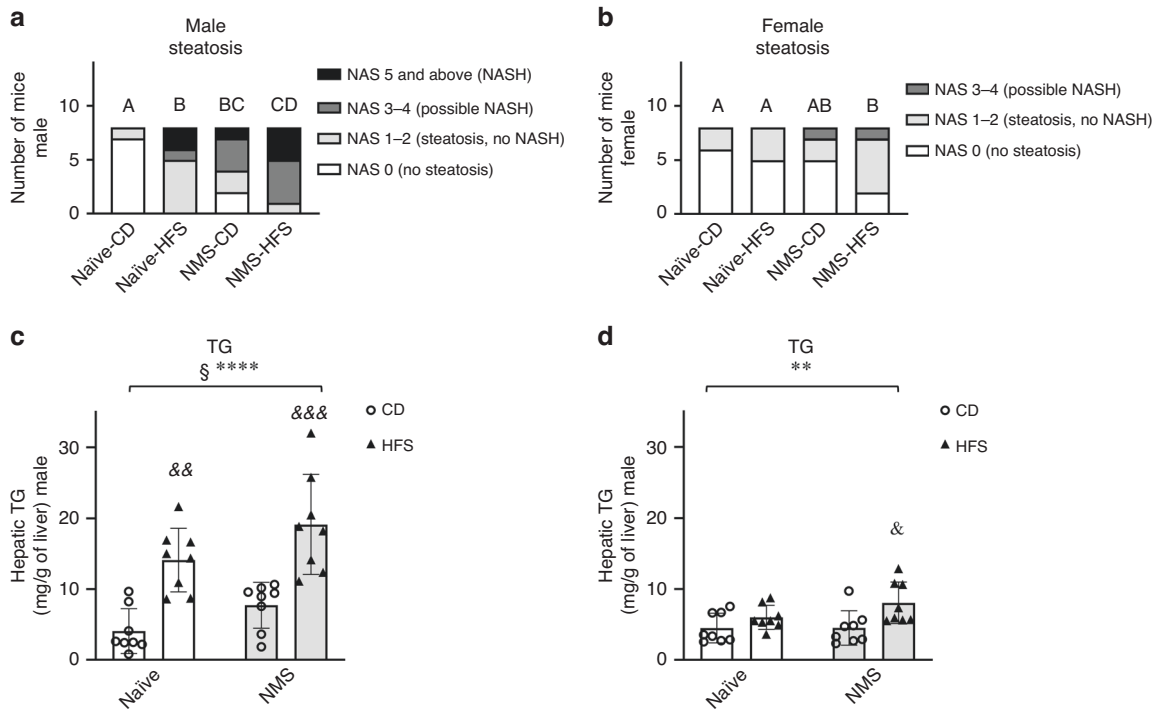 a
Male
steatosis
Number of mice
male
10
5
0
A
B
BC
CD
NAS 5 and above (NASH)
NAS 3–4 (possible NASH)
NAS 1–2 (steatosis, no NASH)
NAS 0 (no steatosis)
Naïve-CD
Naïve-HFS
NMS-CD
NMS-HFS
b
Female
steatosis
Number of mice
female
10
5
0
A
A
AB
B
NAS 3–4 (possible NASH)
NAS 1–2 (steatosis, no NASH)
NAS 0 (no steatosis)
Naïve-CD
Naïve-HFS
NMS-CD
NMS-HFS
c
TG
§ ****
Hepatic TG
(mg/g of liver) male
30
20
10
0
&&
&&&
CD
HFS
Naïve
NMS
d
TG
**
Hepatic TG
(mg/g of liver) male
30
20
10
0
&
CD
HFS
Naïve
NMS